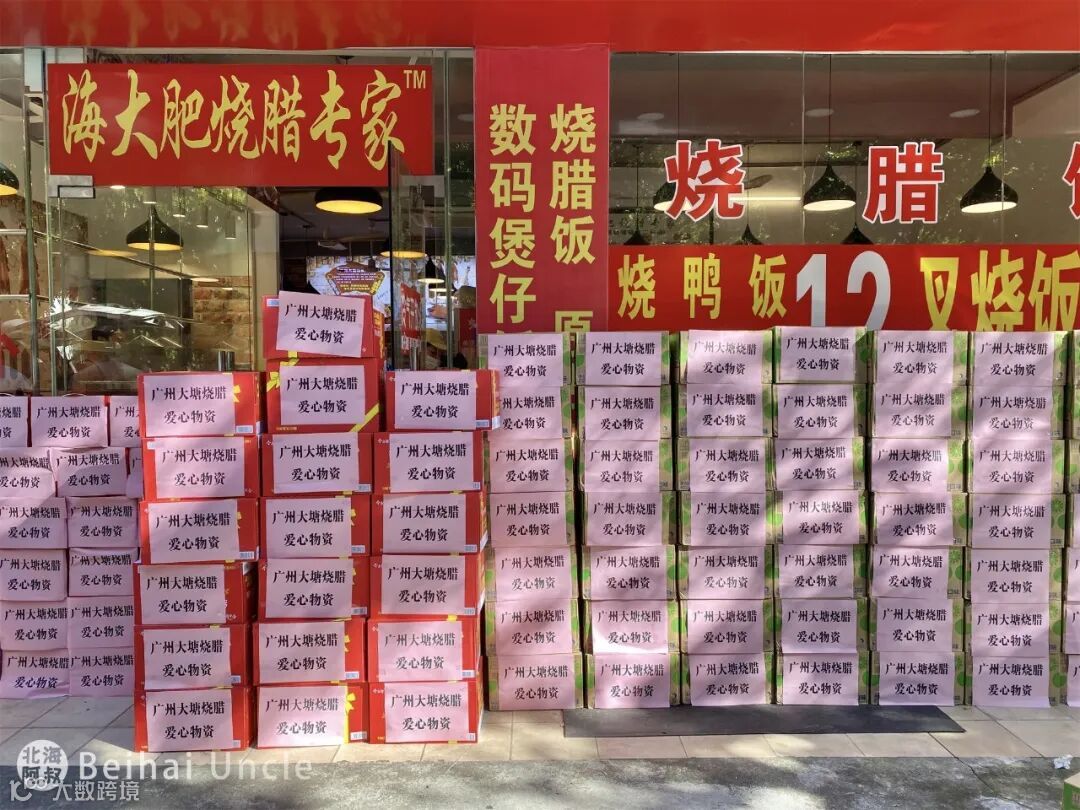 海大肥烧腊专家™
数码煲仔
烧腊饭 原
烧腊
烧鸭饭12
叉烧饭
广州大塘烧腊
爱心物资
北海阿叔
Beihai Uncle
大数跨境